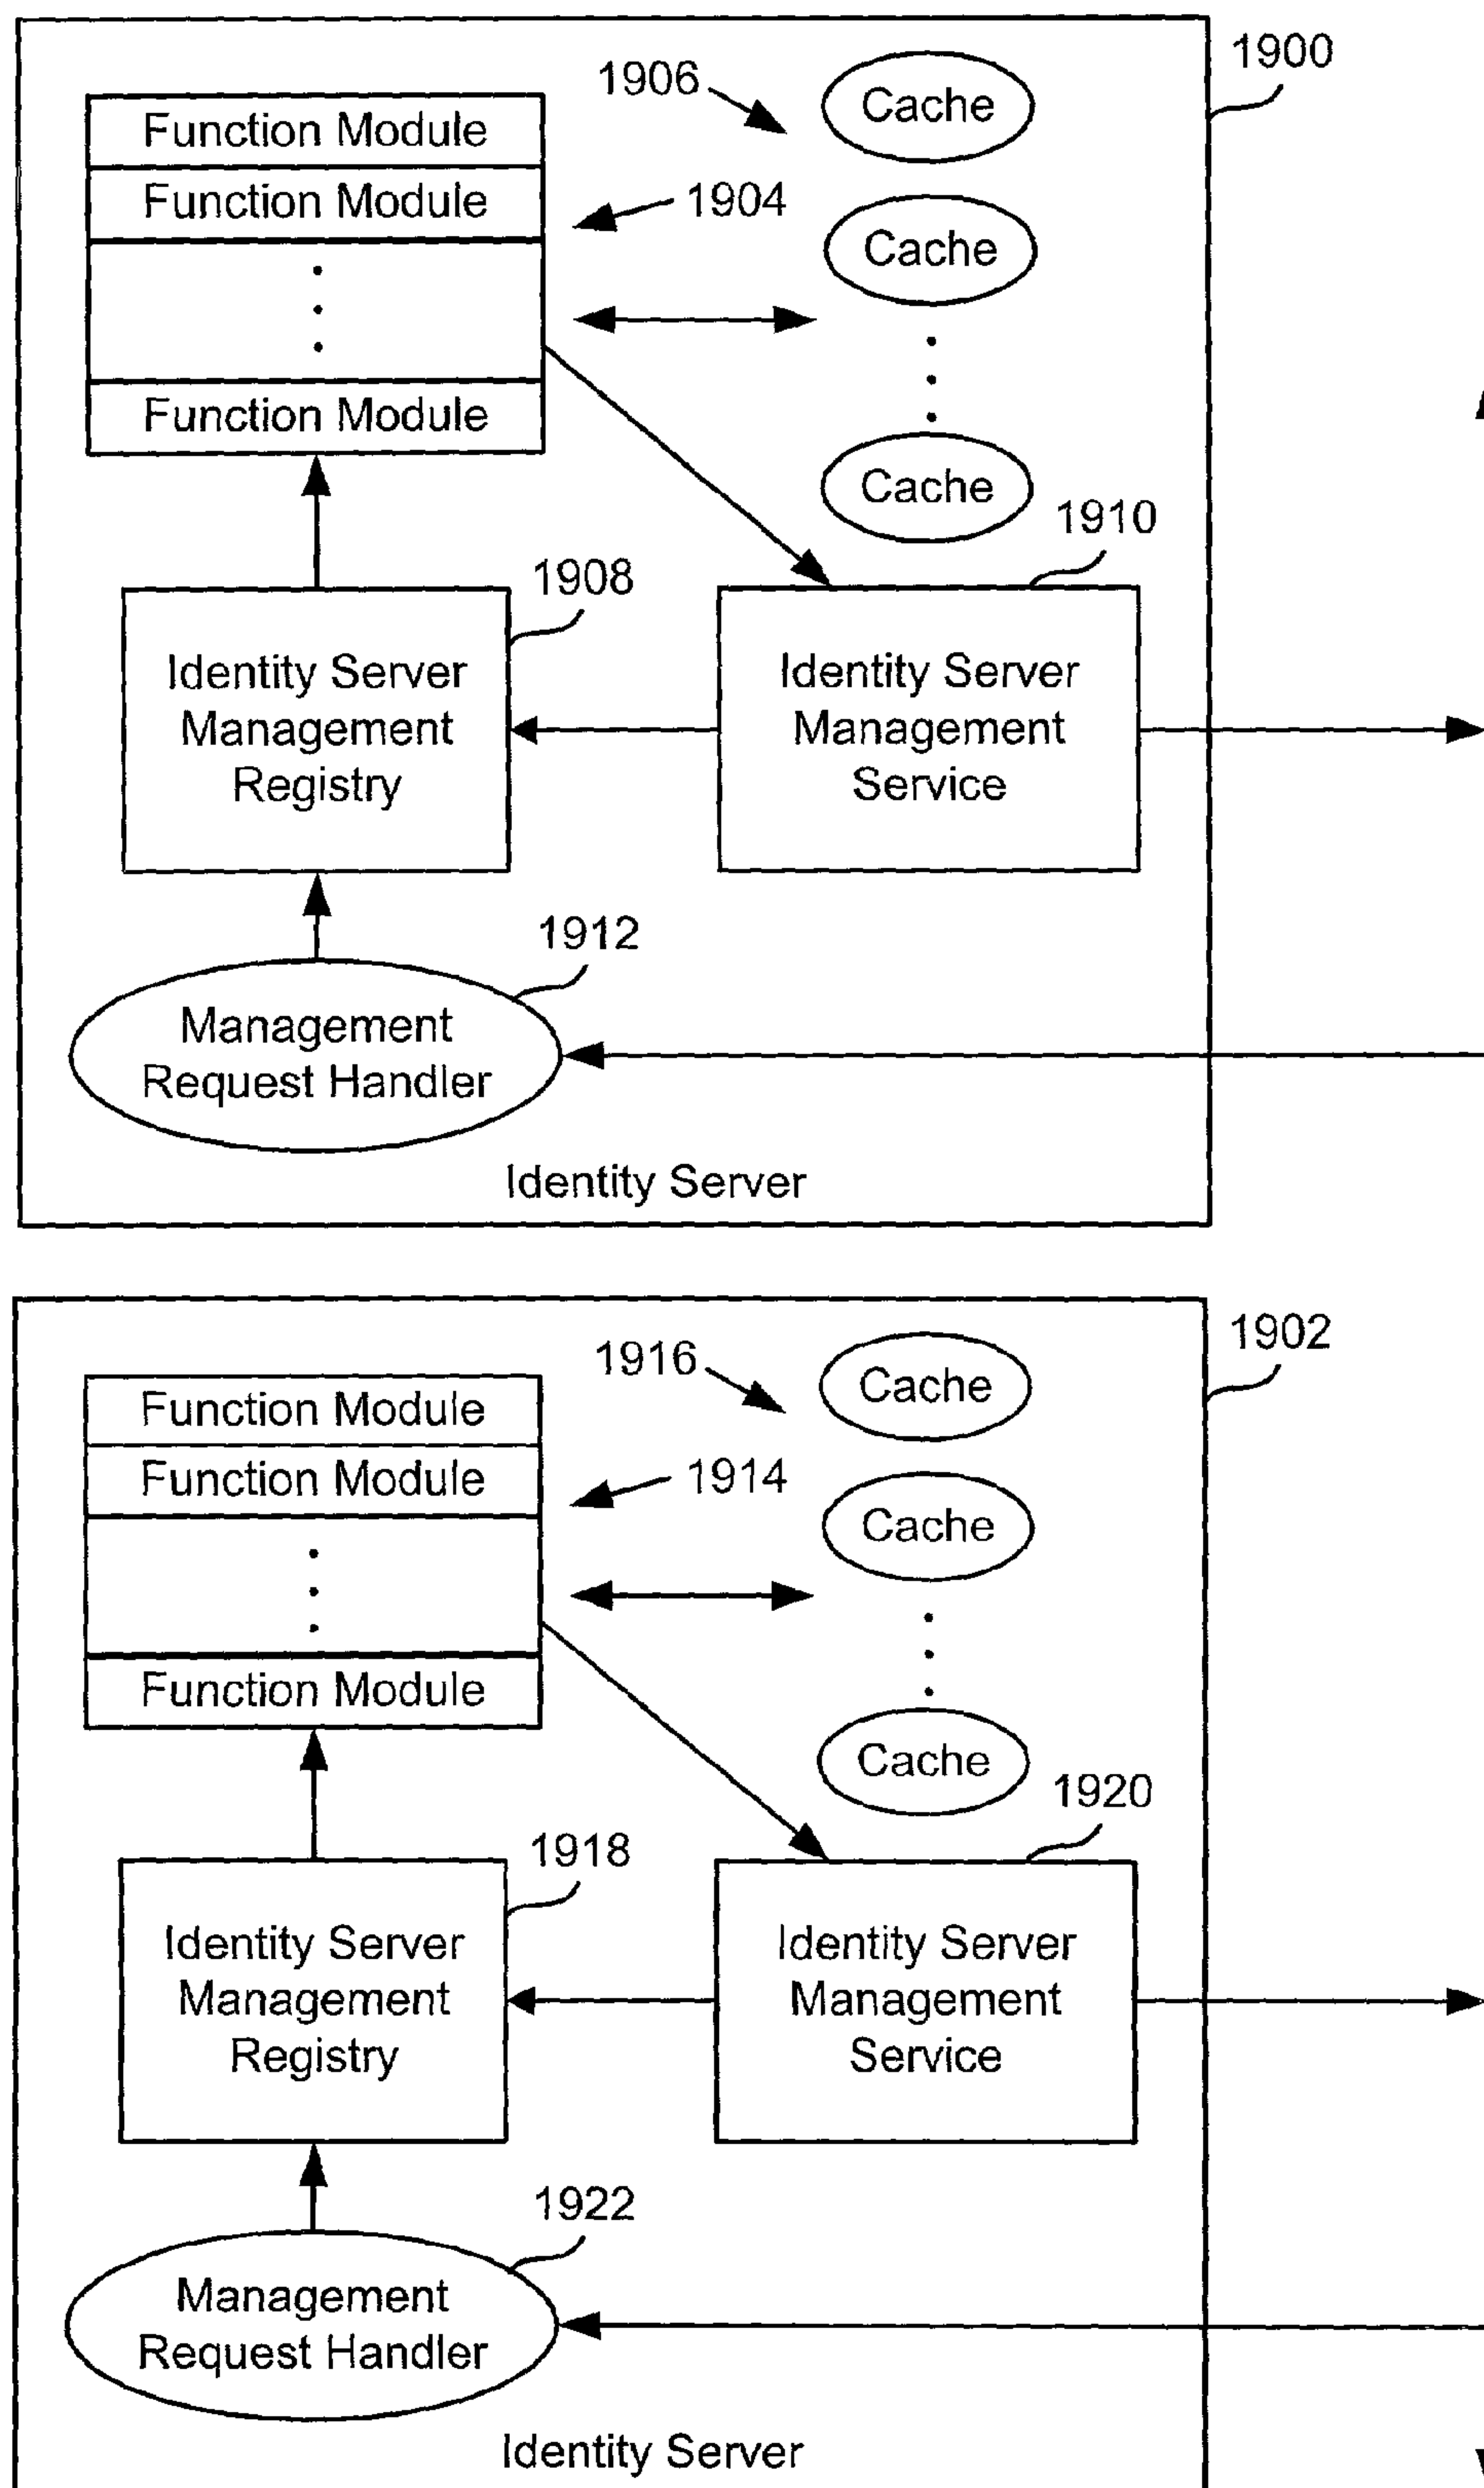 1900
1906
Cache
Function Module
Function Module
1904
Cache
Function Module
Cache
1910
1908
Identity Server
Management
Registry
Identity Server
Management
Service
1912
Management
Request Handler
Identity Server
1902
1916
Cache
Function Module
Function Module
1914
Cache
Function Module
Cache
1920
1918
Identity Server
Management
Registry
Identity Server
Management
Service
1922
Management
Request Handler
Identity Server